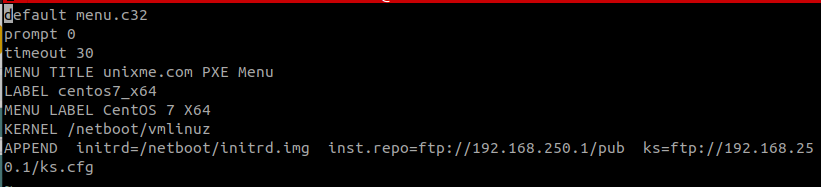 default menu.c32
prompt 0
timeout 30
MENU TITLE unixme.com PXE Menu
LABEL centos7_x64
MENU LABEL CentOS 7 X64
KERNEL /netboot/vmlinuz
APPEND  initrd=/netboot/initrd.img  inst.repo=ftp://192.168.250.1/pub  ks=ftp://192.168.25
0.1/ks.cfg